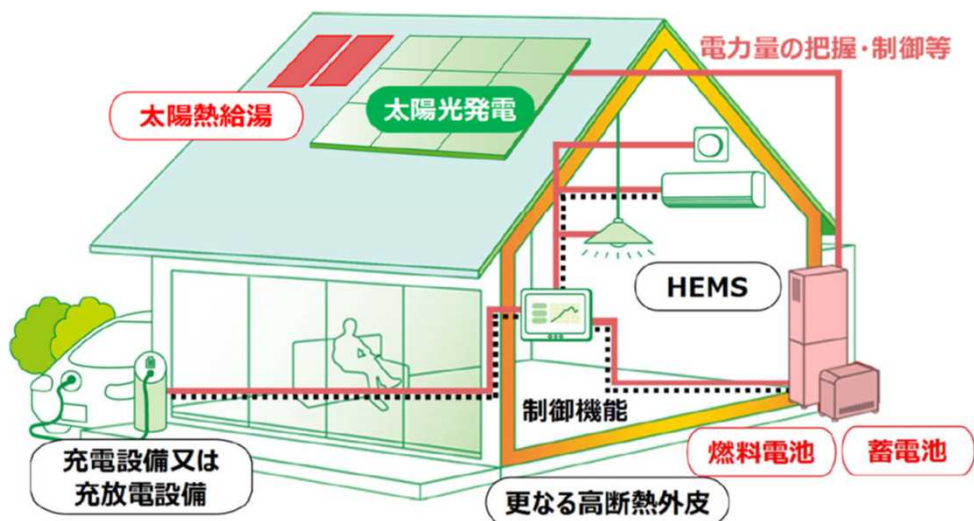 電力量の把握・制御等
太陽熱給湯
太陽光発電
HEMS
制御機能
充電設備又は
充放電設備
更なる高断熱外皮
燃料電池
蓄電池